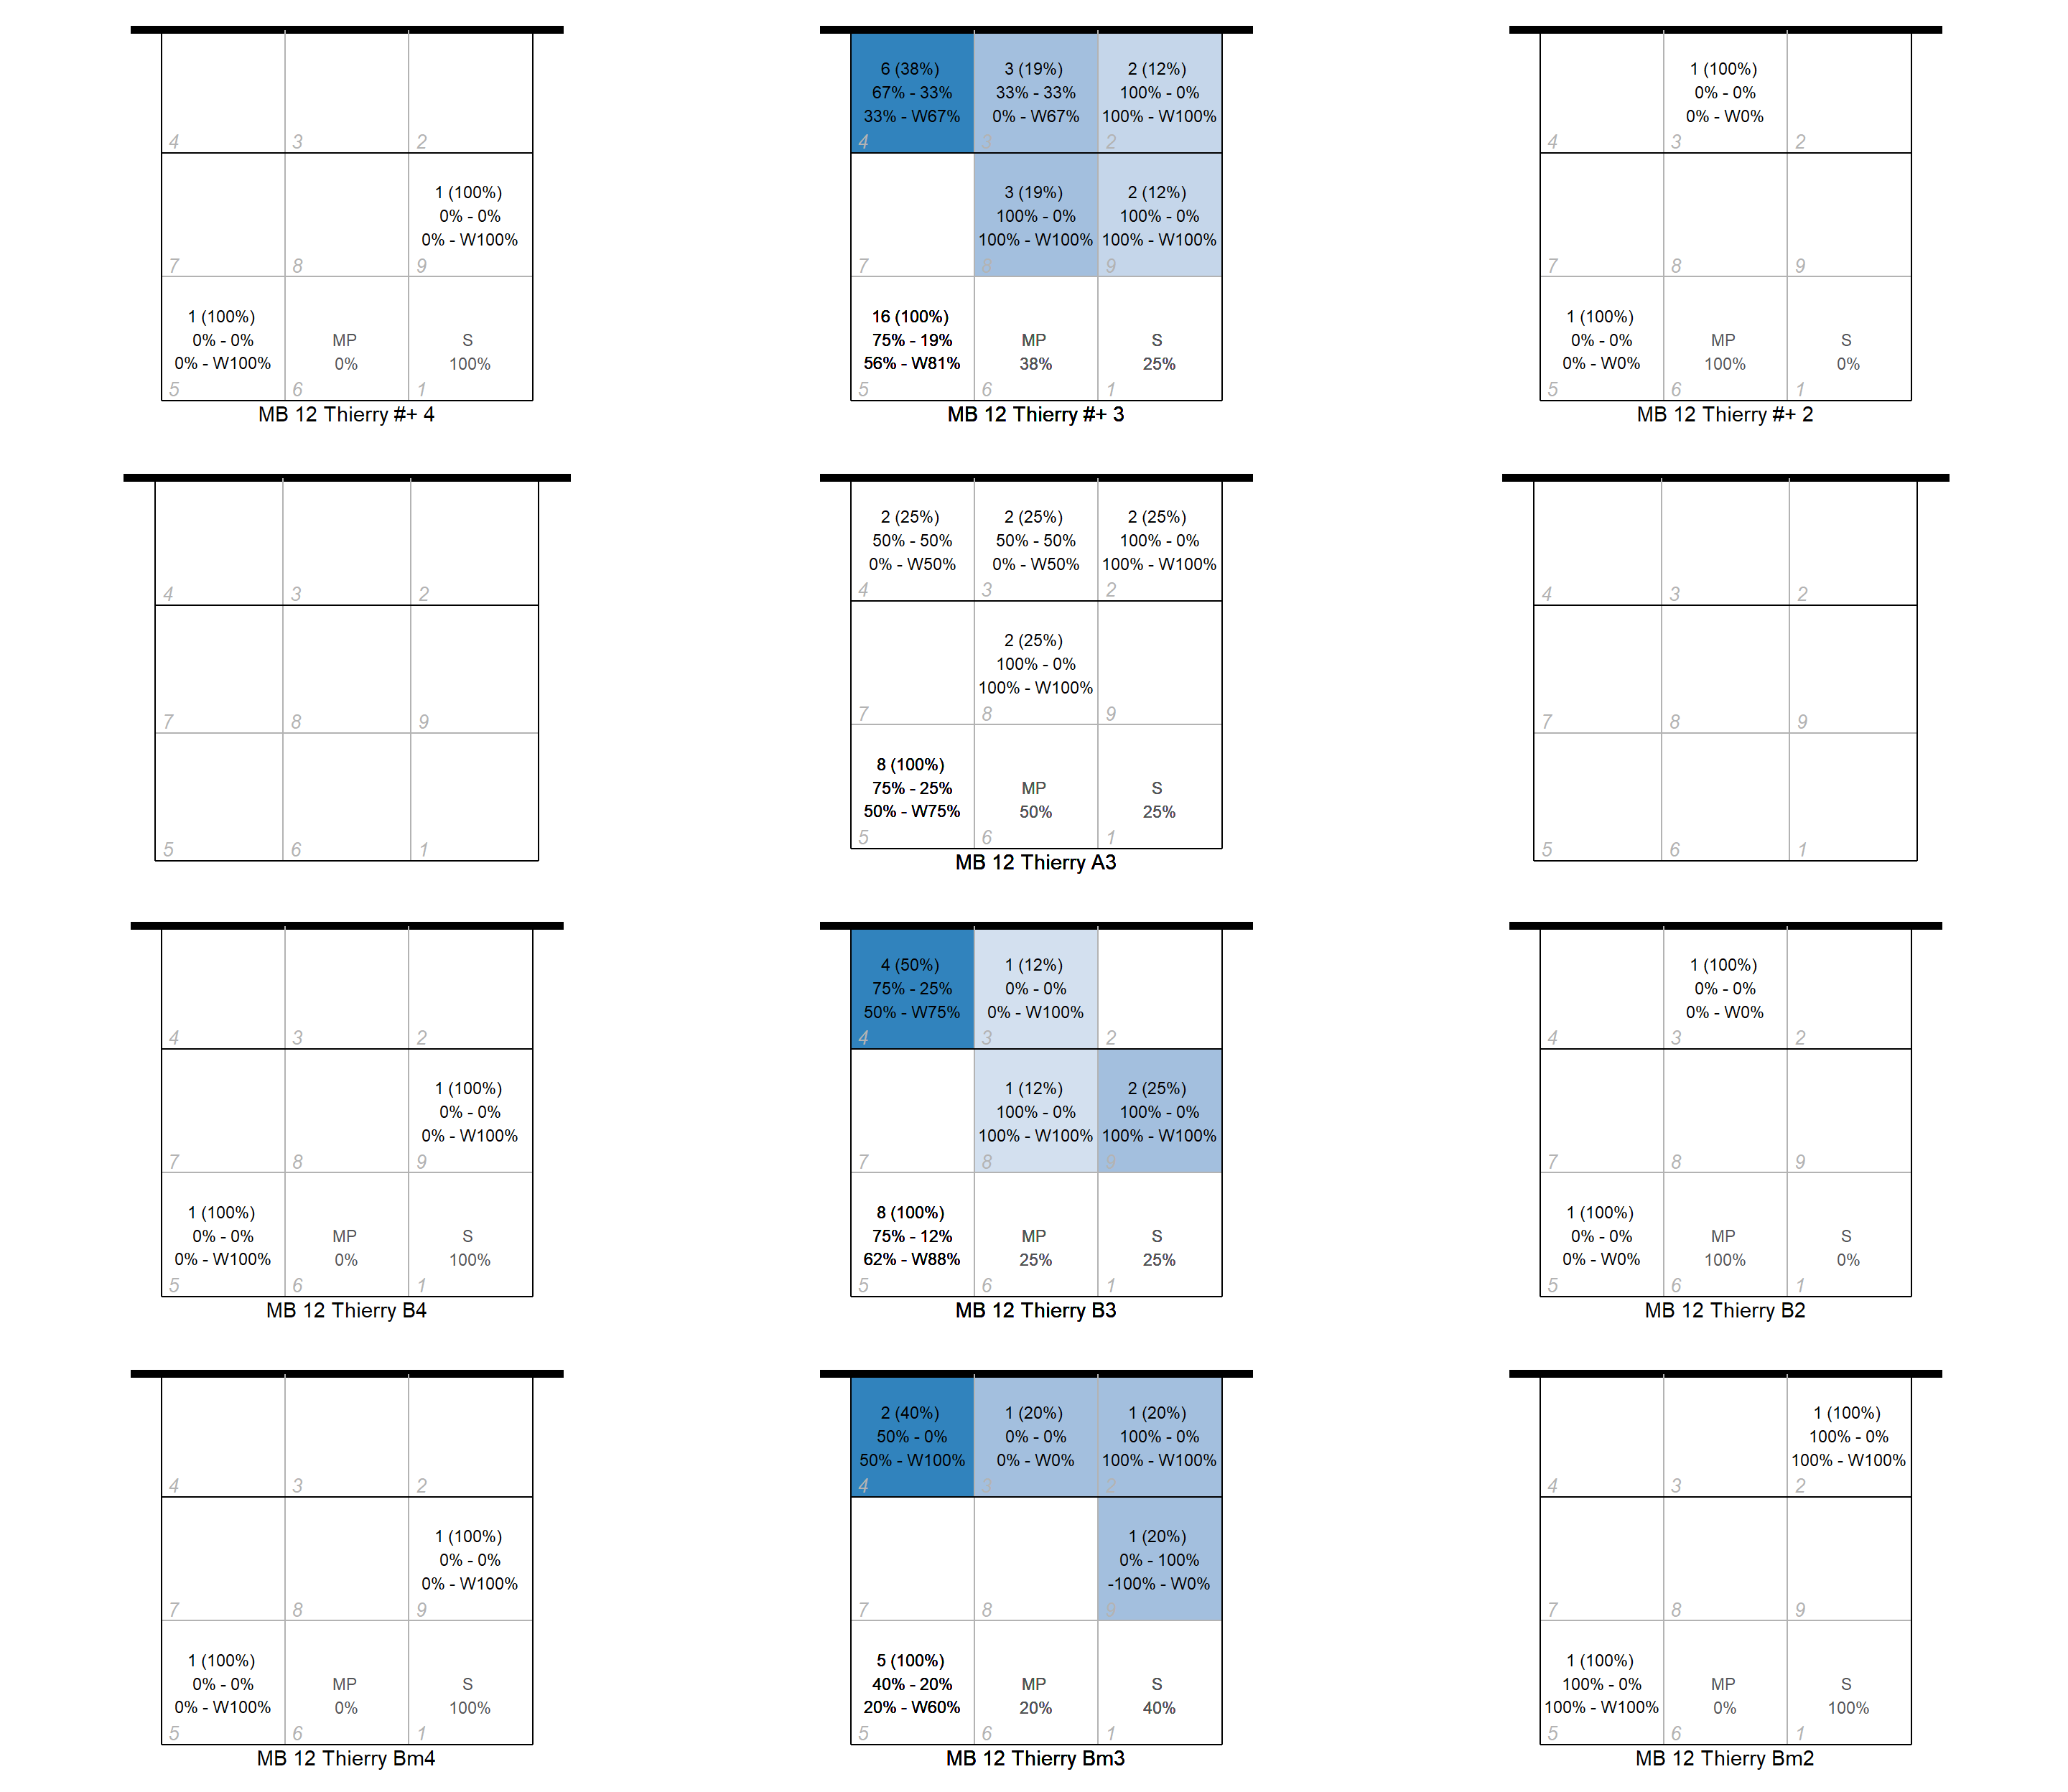 4 3 2
1 (100%)
0% - 0%
0% - W100%
7 8 9
1 (100%)
0% - 0%
0% - W100%
MP
0%
S
100%
5 6 1
MB 12 Thierry #+ 4
6 (38%)
67% - 33%
33% - W67%
3 (19%)
33% - 33%
0% - W67%
2 (12%)
100% - 0%
100% - W100%
4 3 2
3 (19%)
100% - 0%
100% - W100%
2 (12%)
100% - 0%
100% - W100%
7 8 9
16 (100%)
75% - 19%
56% - W81%
MP
38%
S
25%
5 6 1
MB 12 Thierry #+ 3
1 (100%)
0% - 0%
0% - W0%
4 3 2
7 8 9
1 (100%)
0% - 0%
0% - W0%
MP
100%
S
0%
5 6 1
MB 12 Thierry #+ 2
4 3 2
7 8 9
5 6 1
2 (25%)
50% - 50%
0% - W50%
2 (25%)
50% - 50%
0% - W50%
2 (25%)
100% - 0%
100% - W100%
4 3 2
2 (25%)
100% - 0%
100% - W100%
7 8 9
8 (100%)
75% - 25%
50% - W75%
MP
50%
S
25%
5 6 1
MB 12 Thierry A3
4 3 2
7 8 9
5 6 1
4 3 2
1 (100%)
0% - 0%
0% - W100%
7 8 9
1 (100%)
0% - 0%
0% - W100%
MP
0%
S
100%
5 6 1
MB 12 Thierry B4
4 (50%)
75% - 25%
50% - W75%
1 (12%)
0% - 0%
0% - W100%
4 3 2
1 (12%)
100% - 0%
100% - W100%
2 (25%)
100% - 0%
100% - W100%
7 8 9
8 (100%)
75% - 12%
62% - W88%
MP
25%
S
25%
5 6 1
MB 12 Thierry B3
1 (100%)
0% - 0%
0% - W0%
4 3 2
7 8 9
1 (100%)
0% - 0%
0% - W0%
MP
100%
S
0%
5 6 1
MB 12 Thierry B2
4 3 2
1 (100%)
0% - 0%
0% - W100%
7 8 9
1 (100%)
0% - 0%
0% - W100%
MP
0%
S
100%
5 6 1
MB 12 Thierry Bm4
2 (40%)
50% - 0%
50% - W100%
1 (20%)
0% - 0%
0% - W0%
1 (20%)
100% - 0%
100% - W100%
4 3 2
1 (20%)
0% - 100%
-100% - W0%
7 8 9
5 (100%)
40% - 20%
20% - W60%
MP
20%
S
40%
5 6 1
MB 12 Thierry Bm3
1 (100%)
100% - 0%
100% - W100%
4 3 2
7 8 9
1 (100%)
100% - 0%
100% - W100%
MP
0%
S
100%
5 6 1
MB 12 Thierry Bm2